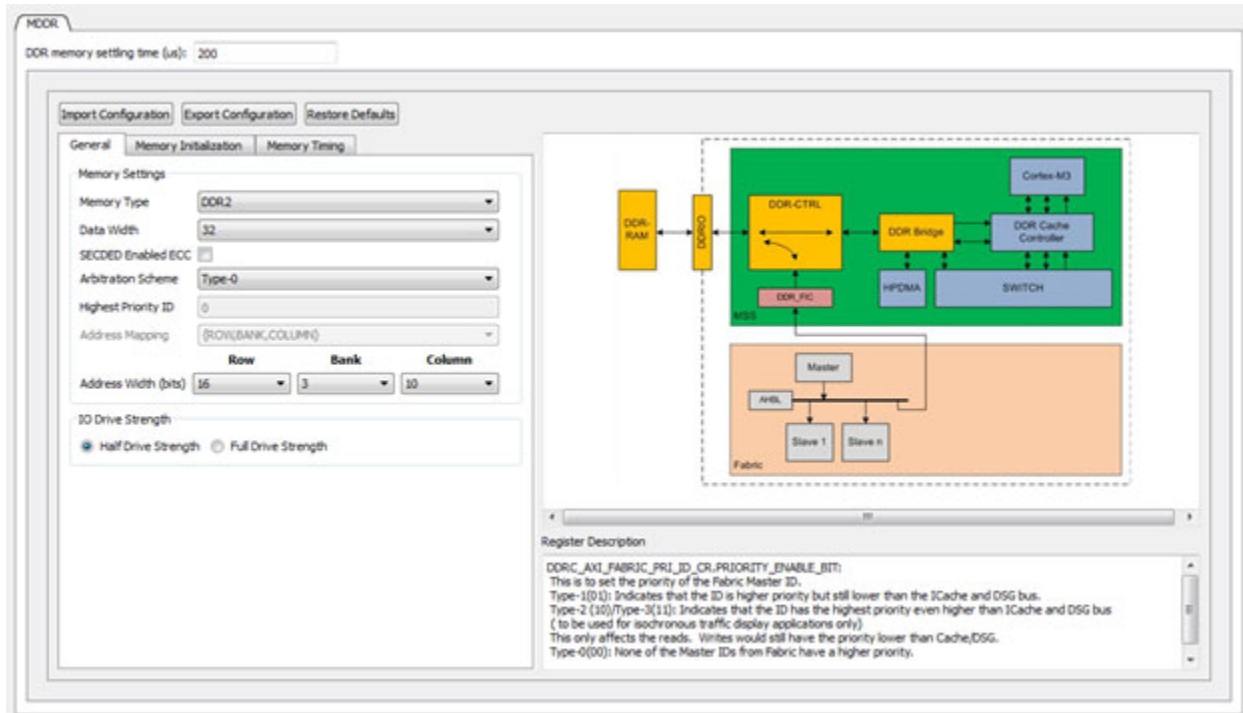 MDDR
DDR memory settling time (us): 200
Import Configuration Export Configuration Restore Defaults
General Memory Initialization Memory Timing
Memory Settings
Memory Type DDR2
Data Width 32
SECDED Enabled ECC
Arbitration Scheme Type-0
Highest Priority ID 0
Address Mapping {ROW,BANK,COLUMN}
Row Bank Column
Address Width (bits) 16 3 10
IO Drive Strength
Half Drive Strength Full Drive Strength
DDR-
RAM
DDRIO
DDR-CTRL
DDR_FIC
MSS
DDR Bridge
HPDMA
Cortex-M3
DDR Cache
Controller
SWITCH
Master
AHBL
Slave 1
Slave n
Fabric
Register Description
DDRC_AXI_FABRIC_PRI_ID_CR.PRIORITY_ENABLE_BIT:
This is to set the priority of the Fabric Master ID.
Type-1(01): Indicates that the ID is higher priority but still lower than the ICache and DSG bus.
Type-2 (10)/Type-3(11): Indicates that the ID has the highest priority even higher than ICache and DSG bus
( to be used for isochronous traffic display applications only)
This only affects the reads. Writes would still have the priority lower than Cache/DSG.
Type-0(00): None of the Master IDs from Fabric have a higher priority.